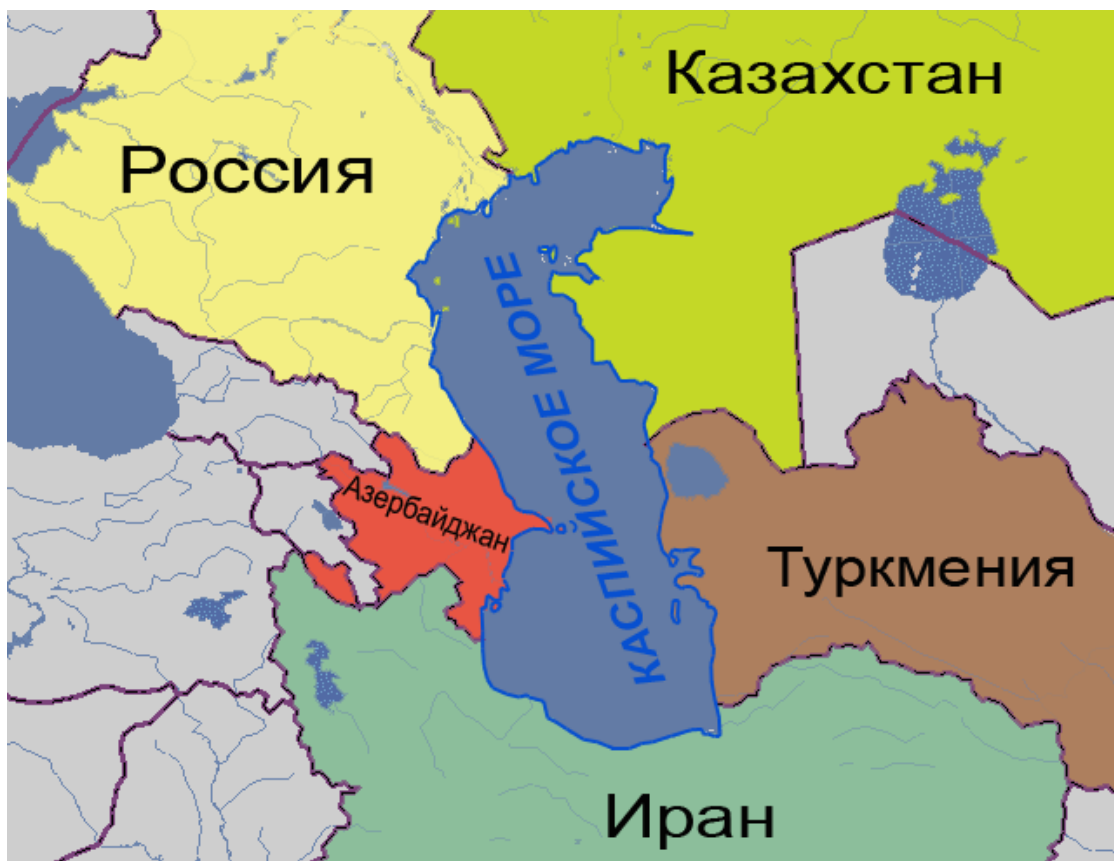 Казахстан
Россия
КАСПИЙСКОЕ МОРЕ
Азербайджан
Туркмения
Иран